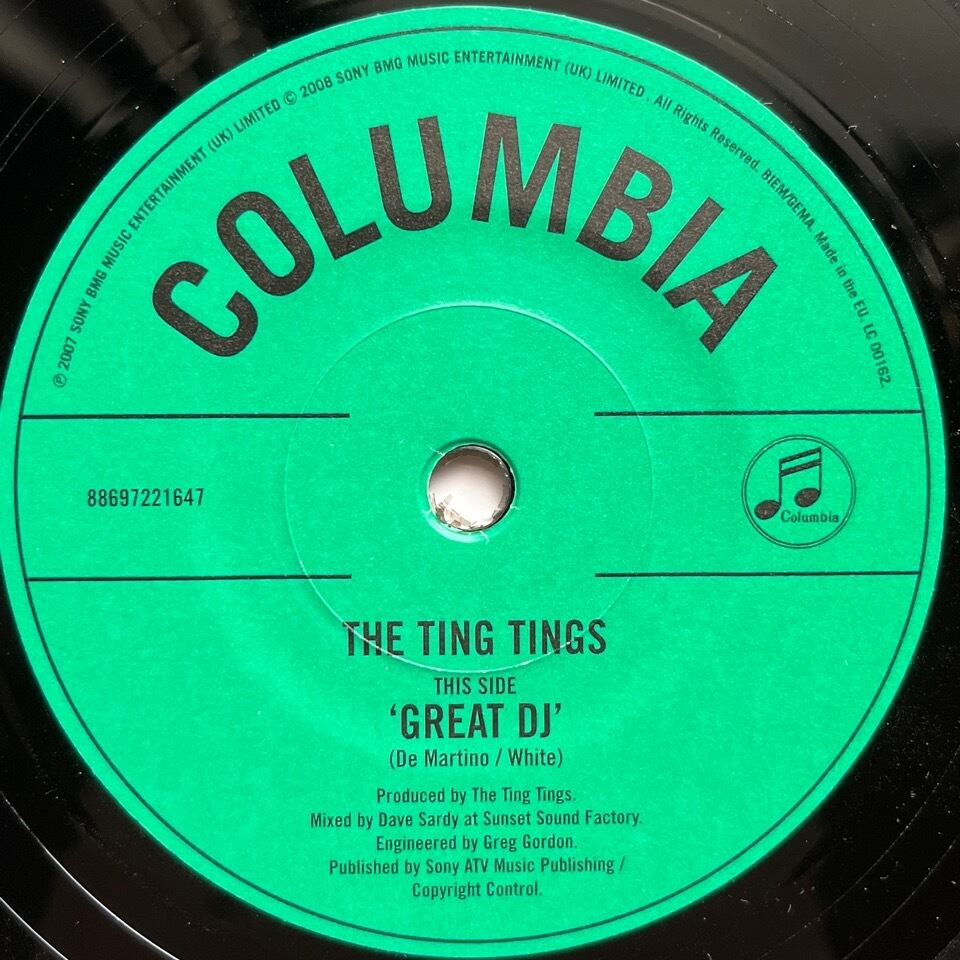 ℗ 2007 SONY BMG MUSIC ENTERTAINMENT (UK) LIMITED © 2008 SONY BMG MUSIC ENTERTAINMENT (UK) LIMITED . All Rights Reserved. BIEM/GEMA. Made in the EU. LC 00162.
COLUMBIA
88697221647
Columbia
THE TING TINGS
THIS SIDE
‘GREAT DJ’
(De Martino / White)
Produced by The Ting Tings.
Mixed by Dave Sardy at Sunset Sound Factory.
Engineered by Greg Gordon.
Published by Sony ATV Music Publishing /
Copyright Control.